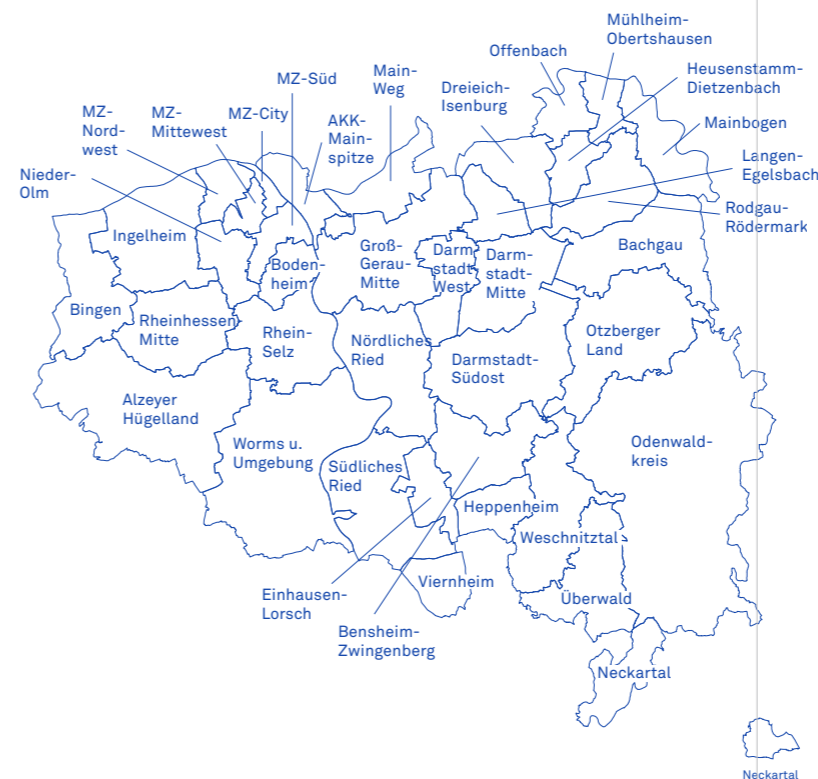 Mühlheim-
Obertshausen
Offenbach
Heusenstamm-
Dietzenbach
Main-
Weg
MZ-Süd
Dreieich-
Isenburg
MZ-
Nord-
west
MZ-
Mittewest
MZ-City
AKK-
Main-
spitze
Mainbogen
Nieder-
Olm
Langen-
Egelsbach
Rodgau-
Rödermark
Ingelheim
Groß-
Gerau-
Mitte
Darm
stadt
West
Darm-
stadt-
Mitte
Bachgau
Boden-
heim
Bingen
Rheinhessen
Mitte
Rhein-
Selz
Nördliches
Ried
Otzberger
Land
Darmstadt-
Südost
Alzeyer
Hügelland
Worms u.
Umgebung
Südliches
Ried
Odenwald-
kreis
Heppenheim
Weschnitztal
Viernheim
Einhausen-
Lorsch
Überwald
Bensheim-
Zwingenberg
Neckartal
Neckartal